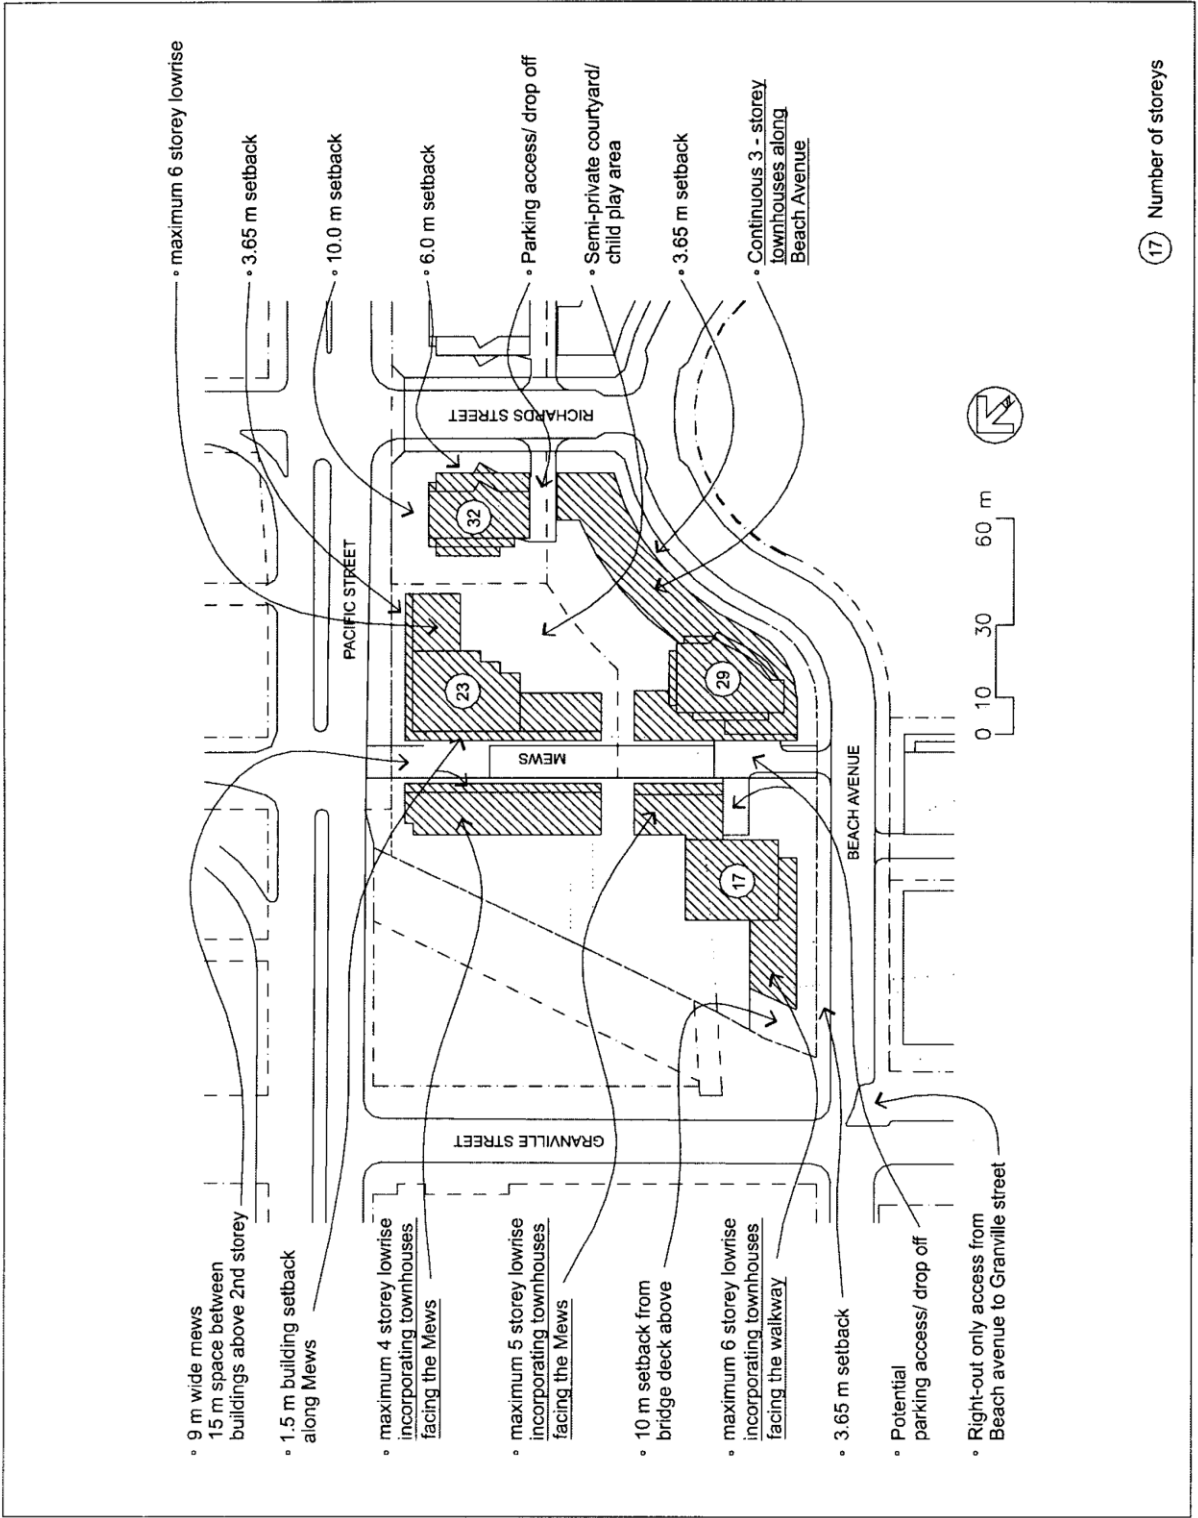 ° 9 m wide mews
15 m space between
buildings above 2nd storey
° 1.5 m building setback
along Mews
° maximum 4 storey lowrise
incorporating townhouses
facing the Mews
° maximum 5 storey lowrise
incorporating townhouses
facing the Mews
° 10 m setback from
bridge deck above
° maximum 6 storey lowrise
incorporating townhouses
facing the walkway
° 3.65 m setback
° Potential
parking access/ drop off
° Right-out only access from
Beach avenue to Granville street
GRANVILLE STREET
PACIFIC STREET
MEWS
BEACH AVENUE
RICHARDS STREET
23
32
29
17
0 10 30 60 m
° maximum 6 storey lowrise
° 3.65 m setback
° 10.0 m setback
° 6.0 m setback
° Parking access/ drop off
° Semi-private courtyard/
child play area
° 3.65 m setback
° Continuous 3 - storey
townhouses along
Beach Avenue
17 Number of storeys